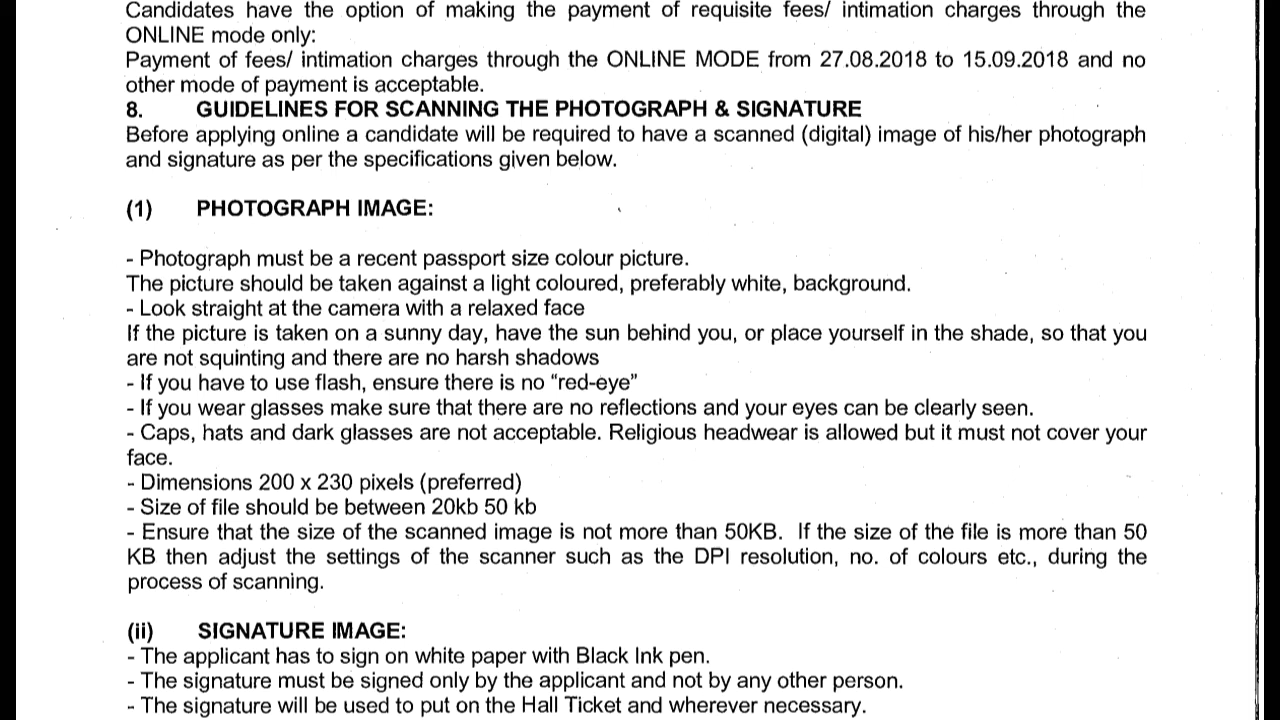 Candidates have the option of making the payment of requisite fees/ intimation charges through the
ONLINE mode only:
Payment of fees/ intimation charges through the ONLINE MODE from 27.08.2018 to 15.09.2018 and no
other mode of payment is acceptable.
8. GUIDELINES FOR SCANNING THE PHOTOGRAPH & SIGNATURE
Before applying online a candidate will be required to have a scanned (digital) image of his/her photograph
and signature as per the specifications given below.
(1) PHOTOGRAPH IMAGE:
- Photograph must be a recent passport size colour picture.
The picture should be taken against a light coloured, preferably white, background.
- Look straight at the camera with a relaxed face
If the picture is taken on a sunny day, have the sun behind you, or place yourself in the shade, so that you
are not squinting and there are no harsh shadows
- If you have to use flash, ensure there is no “red-eye”
- If you wear glasses make sure that there are no reflections and your eyes can be clearly seen.
- Caps, hats and dark glasses are not acceptable. Religious headwear is allowed but it must not cover your
face.
- Dimensions 200 x 230 pixels (preferred)
- Size of file should be between 20kb 50 kb
- Ensure that the size of the scanned image is not more than 50KB. If the size of the file is more than 50
KB then adjust the settings of the scanner such as the DPI resolution, no. of colours etc., during the
process of scanning.
(ii) SIGNATURE IMAGE:
- The applicant has to sign on white paper with Black Ink pen.
- The signature must be signed only by the applicant and not by any other person.
- The signature will be used to put on the Hall Ticket and wherever necessary.